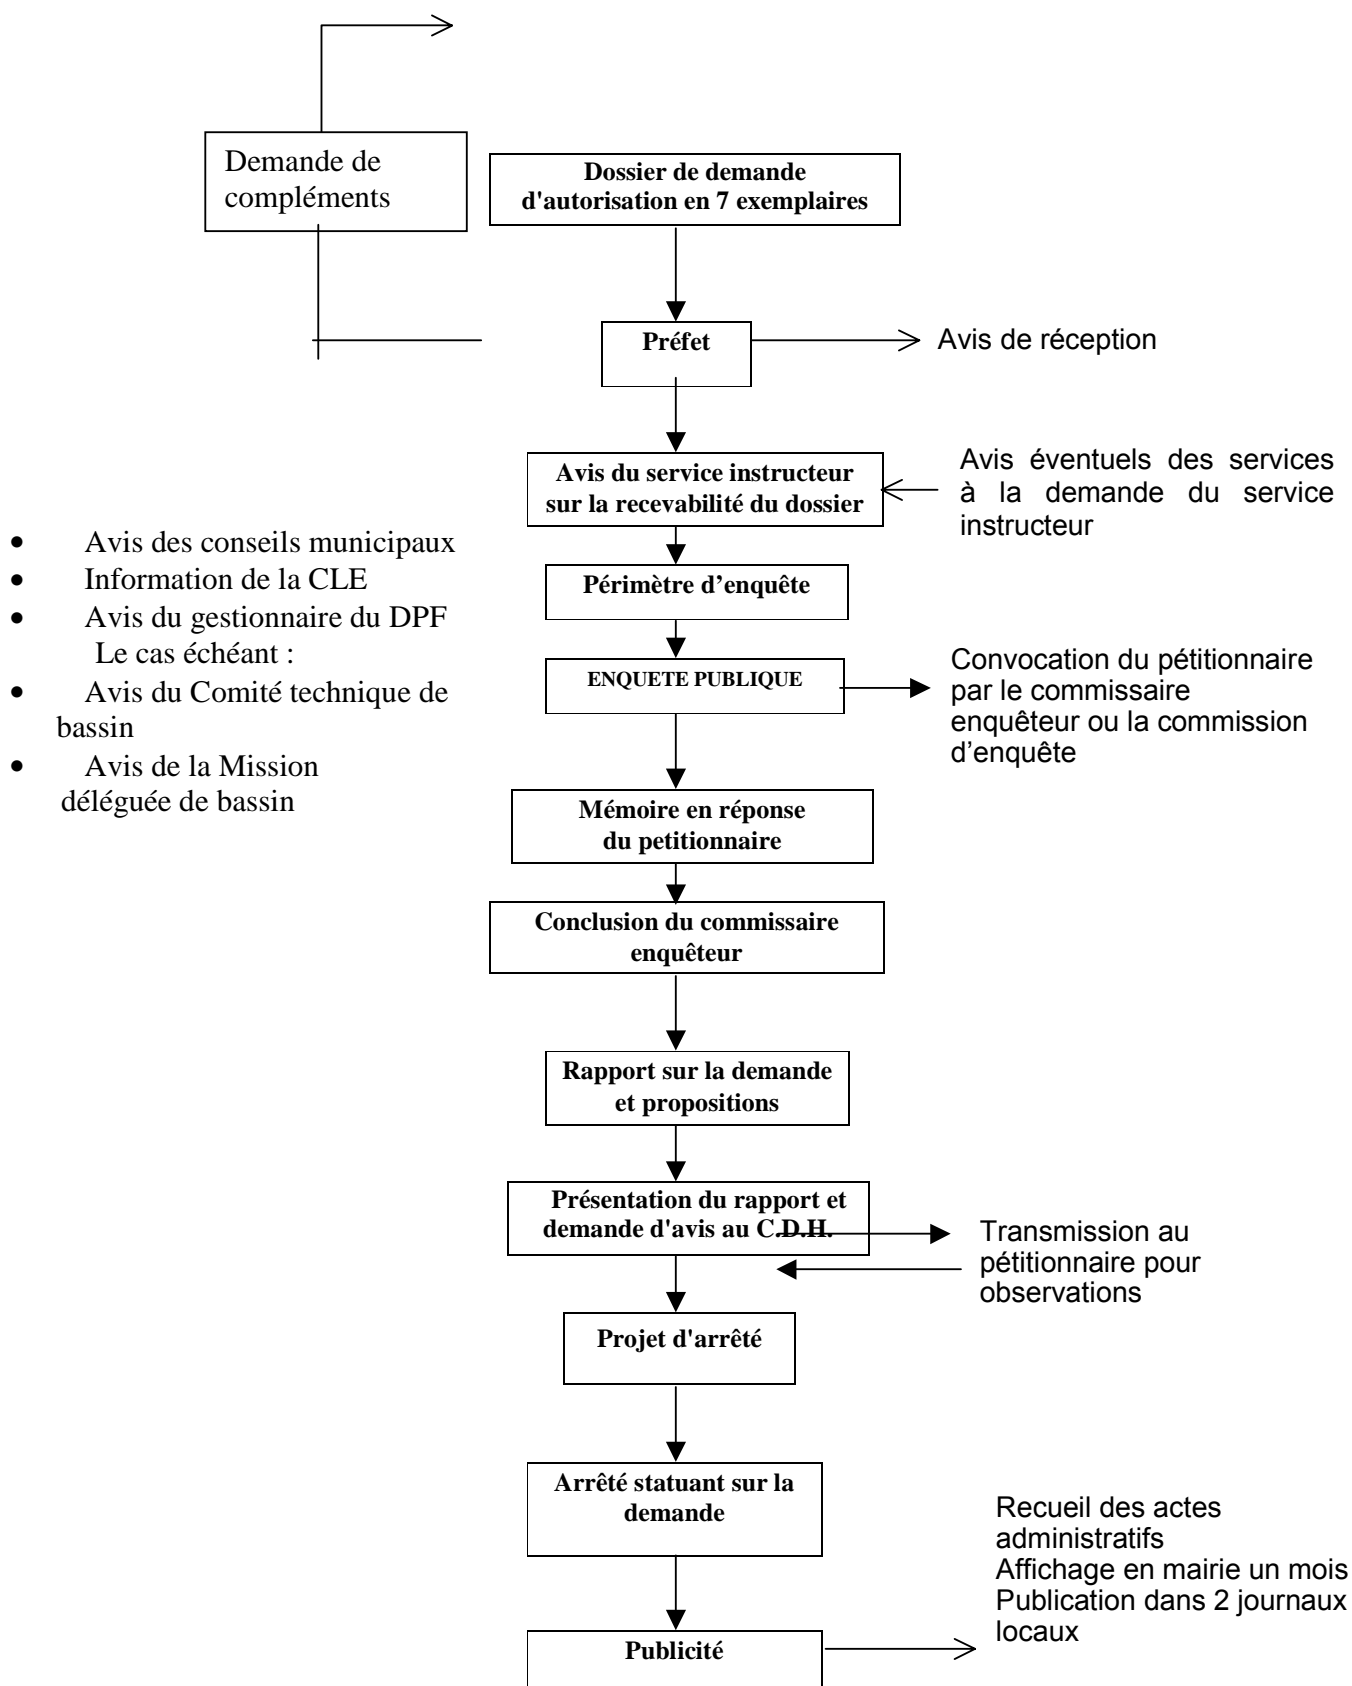 Demande de
compléments
Dossier de demande
d'autorisation en 7 exemplaires
Préfet
Avis de réception
Avis du service instructeur
sur la recevabilité du dossier
Avis éventuels des services
à la demande du service
instructeur
• Avis des conseils municipaux
• Information de la CLE
• Avis du gestionnaire du DPF
Le cas échéant :
• Avis du Comité technique de
bassin
• Avis de la Mission
déléguée de bassin
Périmètre d’enquête
ENQUETE PUBLIQUE
Convocation du pétitionnaire
par le commissaire
enquêteur ou la commission
d’enquête
Mémoire en réponse
du petitionnaire
Conclusion du commissaire
enquêteur
Rapport sur la demande
et propositions
Présentation du rapport et
demande d'avis au C.D.H.
Transmission au
pétitionnaire pour
observations
Projet d'arrêté
Arrêté statuant sur la
demande
Recueil des actes
administratifs
Affichage en mairie un mois
Publication dans 2 journaux
locaux
Publicité